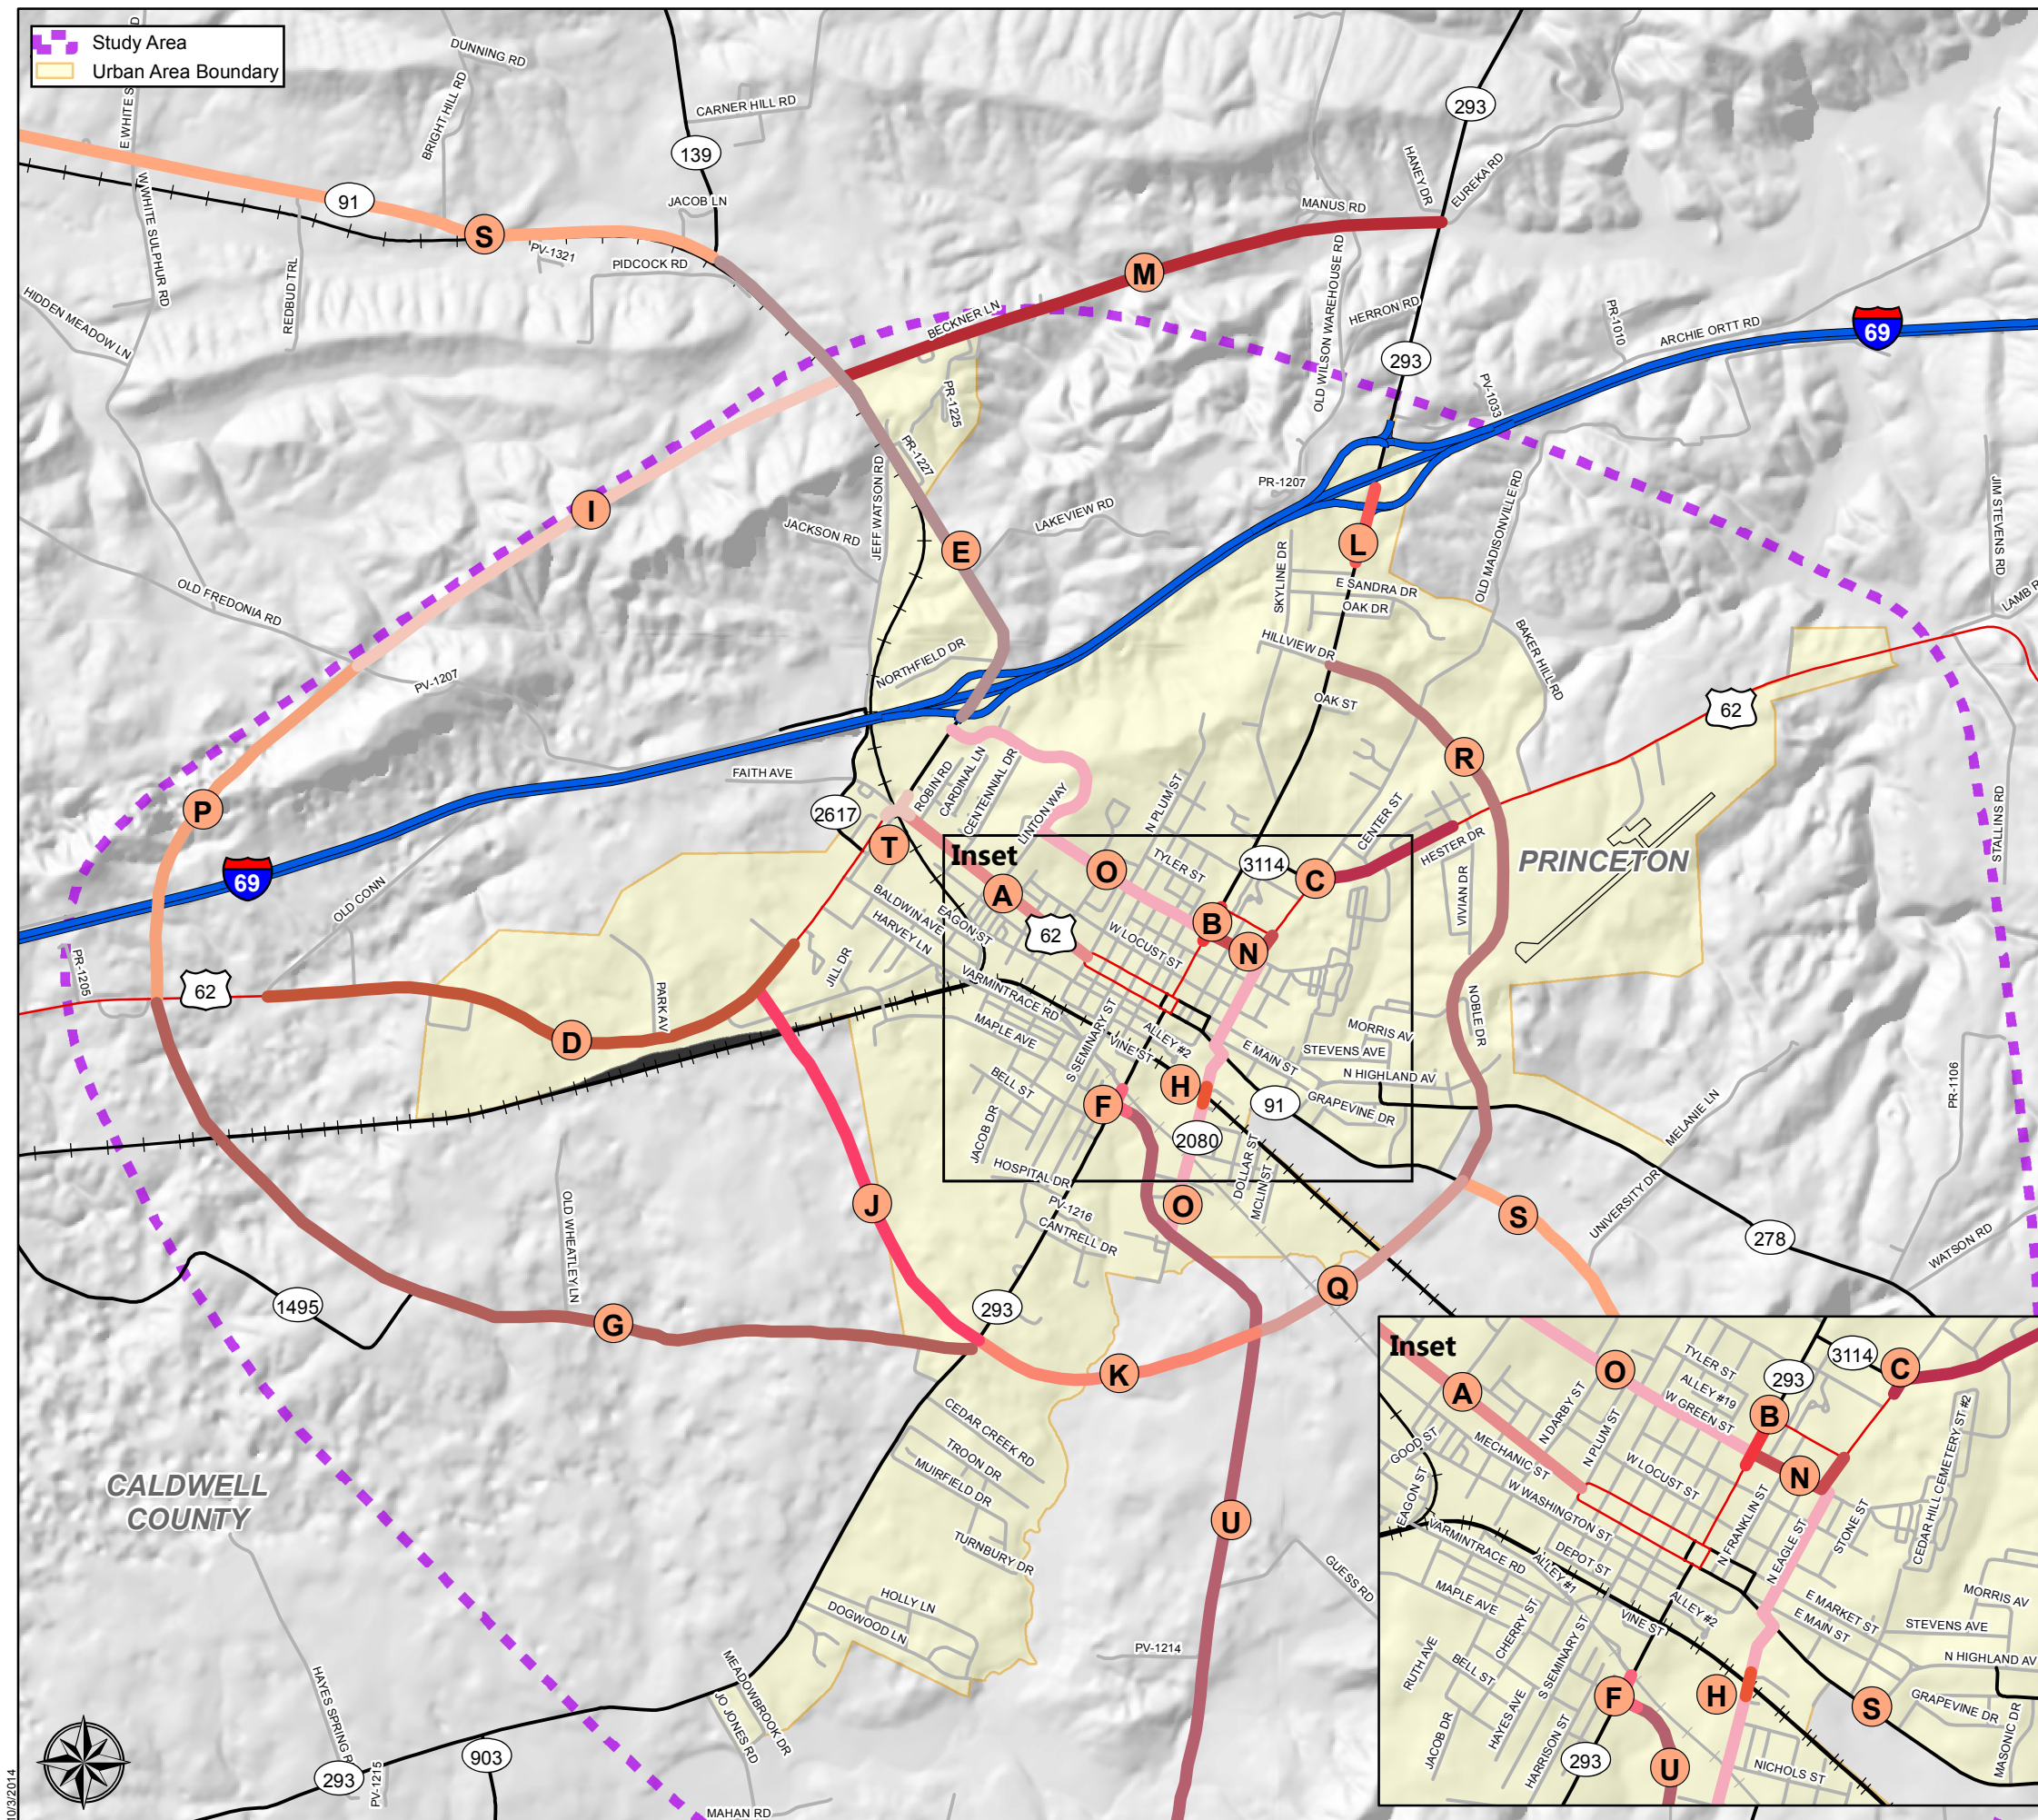 Study Area
Urban Area Boundary
DUNNING RD
BRIGHT HILL RD
CARNER HILL RD
139
293
91
S
JACOB LN
PV-1321
PIDCOCK RD
W WHITE SULPHUR RD
REDBUD TRL
HIDDEN MEADOW LN
HANEY DR
EUREKA RD
MANUS RD
M
OLD WILSON WAREHOUSE RD
HERRON RD
BECKNER LN
PR-1010
ARCHIE ORTT RD
69
293
PV-1033
PR-1225
PR-1227
JEFF WATSON RD
JACKSON RD
LAKEVIEW RD
I
E
PR-1207
L
SKYLINE DR
E SANDRA DR
OAK DR
OLD MADISONVILLE RD
JIM STEVENS RD
BAKER HILL RD
HILLVIEW DR
OAK ST
OLD FREDONIA RD
PV-1207
NORTHFIELD DR
62
R
P
FAITH AVE
ROBIN RD
CARDINAL LN
CENTENNIAL DR
LINTON WAY
N PLUM ST
CENTER ST
2617
T
Inset
TYLER ST
3114
C
HESTER DR
PRINCETON
STALLINS RD
69
OLD CONN
A
O
B
N
62
VIVIAN DR
BALDWIN AVE
HARVEY LN
EAGON ST
W LOCUST ST
PR-1205
62
JILL DR
PARK AV
VARMINTRACE RD
NOBLE DR
D
MAPLE AVE
S SEMINARY ST
ALLEY #2
VINE ST
E MAIN ST
MORRIS AV
STEVENS AVE
N HIGHLAND AV
BELL ST
H
F
91
GRAPEVINE DR
2080
JACOB DR
MELANIE LN
PR-1106
HOSPITAL DR
DOLLAR ST
MCLIN ST
J
O
PV-1216
CANTRELL DR
OLD WHEATLEY LN
S
UNIVERSITY DR
278
WATSON RD
Q
1495
G
293
K
CEDAR CREEK RD
TROON DR
MUIRFIELD DR
TURNBURY DR
HOLLY LN
DOGWOOD LN
CALDWELL
COUNTY
U
GUESS RD
PV-1214
MEADOWBROOK DR
JO JONES RD
293
903
PV-1215
MAHAN RD
10/3/2014
Inset
TYLER ST
ALLEY #19
3114
C
293
O
A
B
N
W GREEN ST
N DARBY ST
N PLUM ST
MECHANIC ST
GOOD ST
EAGON ST
W LOCUST ST
W WASHINGTON ST
CEDAR HILL CEMETERY ST #2
STONE ST
N FRANKLIN ST
N EAGLE ST
VARMINTRACE RD
DEPOT ST
ALLEY #1
ALLEY #2
MAPLE AVE
CHERRY ST
VINE ST
E MARKET ST
E MAIN ST
MORRIS AV
STEVENS AVE
N HIGHLAND AV
RUTH AVE
BELL ST
S SEMINARY ST
HAYES AVE
F
H
S
GRAPEVINE DR
MASONIC DR
JACOB DR
HARRISON ST
293
U
NICHOLS ST